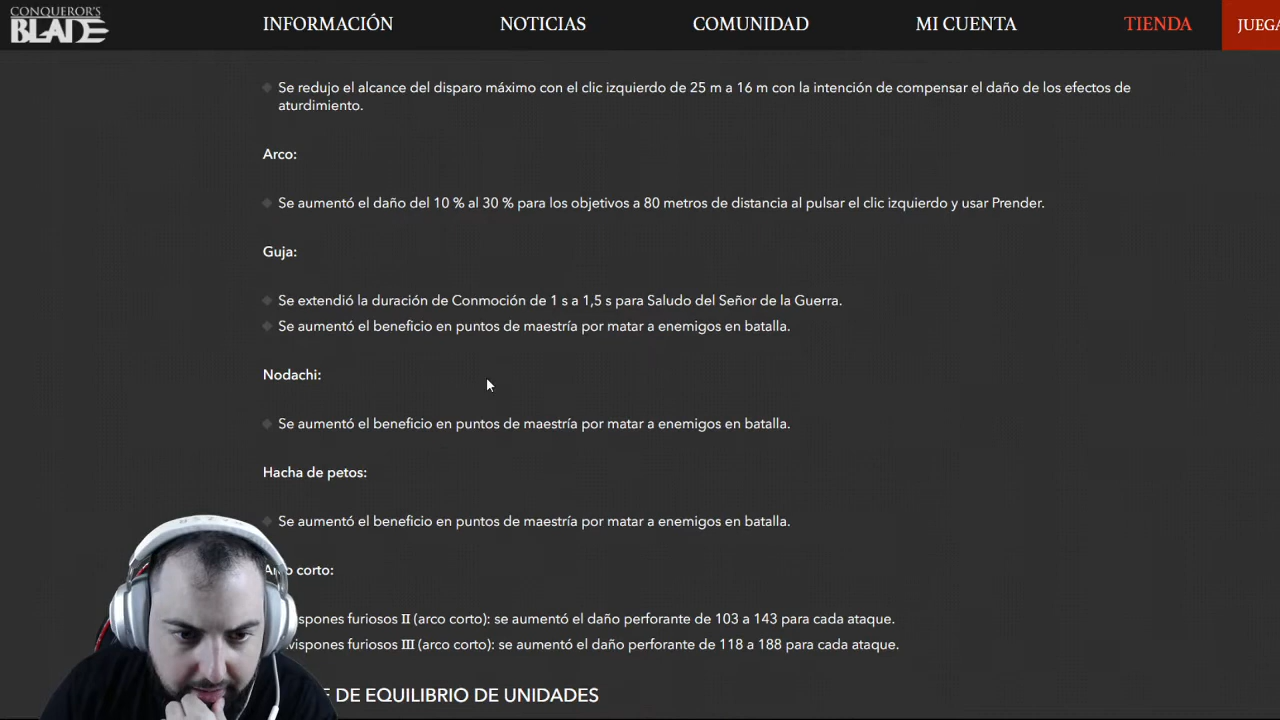 CONQUEROR'S
BLADE
INFORMACIÓN
NOTICIAS
COMUNIDAD
MI CUENTA
TIENDA
Se redujo el alcance del disparo máximo con el clic izquierdo de 25 m a 16 m con la intención de compensar el daño de los efectos de
aturdimiento.
Arco:
Se aumentó el daño del 10 % al 30 % para los objetivos a 80 metros de distancia al pulsar el clic izquierdo y usar Prender.
Guja:
Se extendió la duración de Conmoción de 1 s a 1,5 s para Saludo del Señor de la Guerra.
Se aumentó el beneficio en puntos de maestría por matar a enemigos en batalla.
Nodachi:
Se aumentó el beneficio en puntos de maestría por matar a enemigos en batalla.
Hacha de petos:
Se aumentó el beneficio en puntos de maestría por matar a enemigos en batalla.
corto:
furiosos II (arco corto): se aumentó el daño perforante de 103 a 143 para cada ataque.
furiosos III (arco corto): se aumentó el daño perforante de 118 a 188 para cada ataque.
DE EQUILIBRIO DE UNIDADES